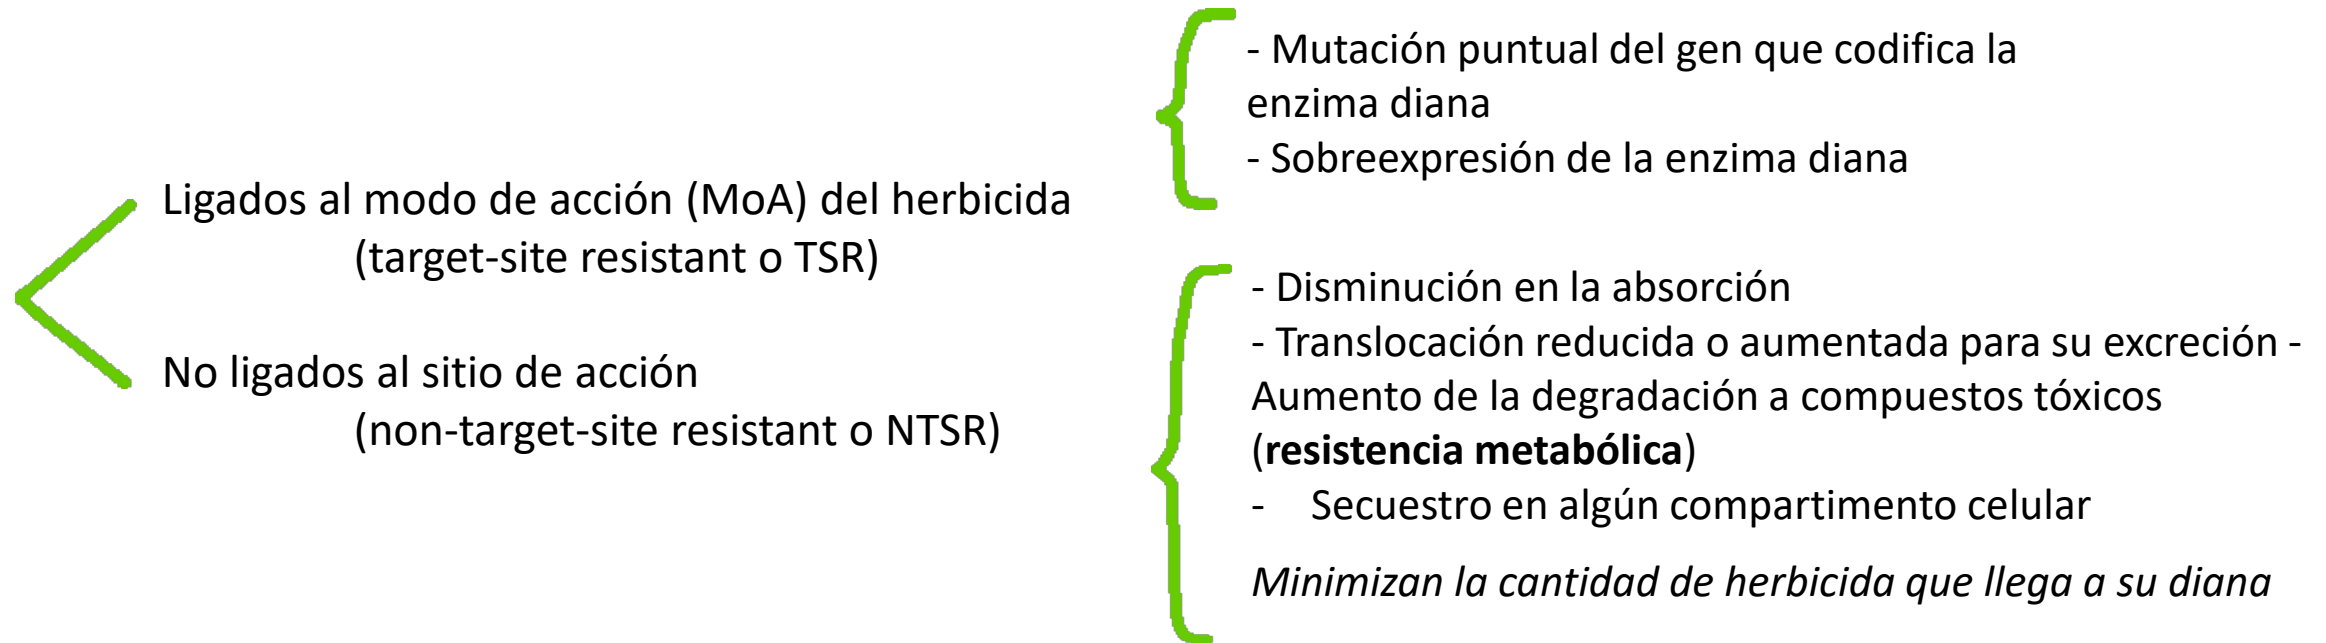 Ligados al modo de acción (MoA) del herbicida
(target-site resistant o TSR)
- Mutación puntual del gen que codifica la
enzima diana
- Sobreexpresión de la enzima diana
No ligados al sitio de acción
(non-target-site resistant o NTSR)
- Disminución en la absorción
- Translocación reducida o aumentada para su excreción -
Aumento de la degradación a compuestos tóxicos
(resistencia metabólica)
- Secuestro en algún compartimento celular
Minimizan la cantidad de herbicida que llega a su diana